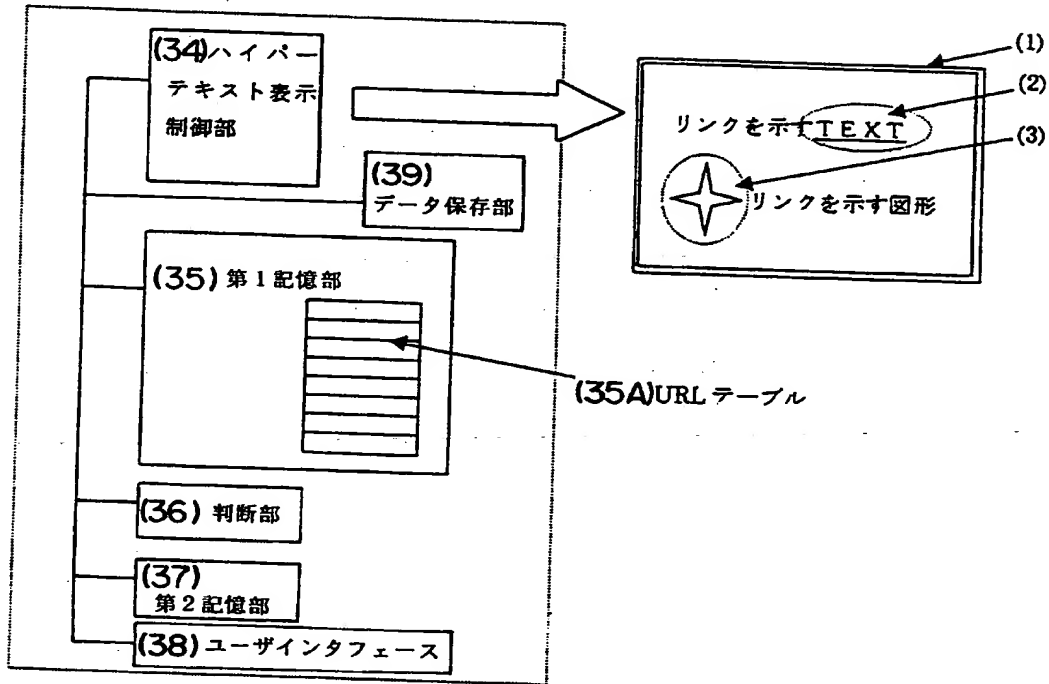 (34)ハイパー
テキスト表示
制御部
(39)
データ保存部
(35)第1記憶部
(35A)URLテーブル
(36)判断部
(37)
第2記憶部
(38)ユーザインタフェース
(1)
(2)
リンクを示すTEXT
(3)
リンクを示す図形